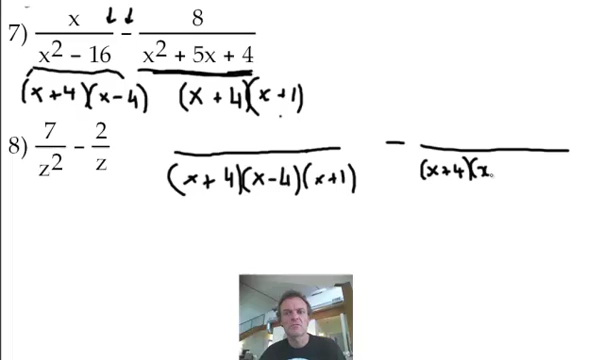 7) x/(x² − 16) − 8/(x² + 5x + 4)
(x+4)(x−4) (x+4)(x+1)
8) 7/z² − 2/z
−
(x+4)(x−4)(x+1) (x+4)(x